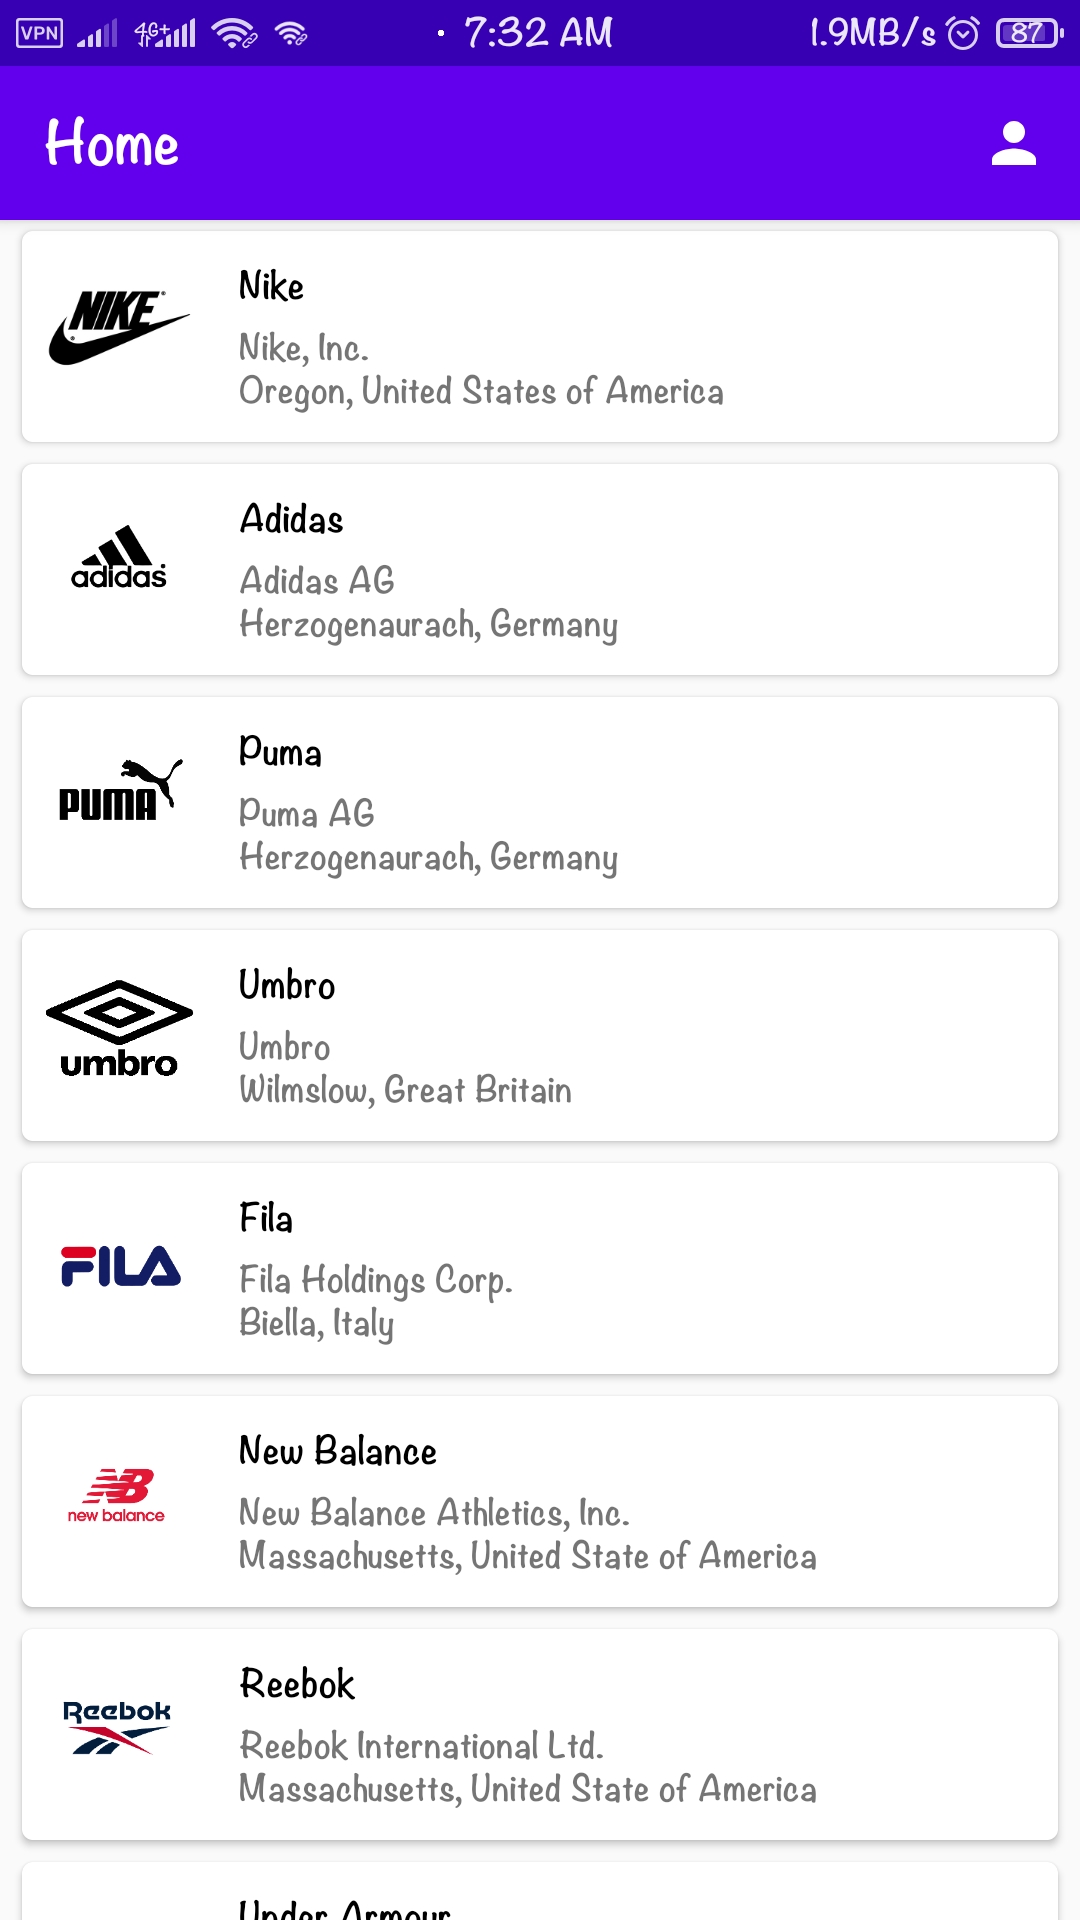 VPN 4G+ 7:32 AM 1.9MB/s 87
Home
NIKE
Nike
Nike, Inc.
Oregon, United States of America
adidas
Adidas
Adidas AG
Herzogenaurach, Germany
PUMA
Puma
Puma AG
Herzogenaurach, Germany
umbro
Umbro
Umbro
Wilmslow, Great Britain
FILA
Fila
Fila Holdings Corp.
Biella, Italy
NB
new balance
New Balance
New Balance Athletics, Inc.
Massachusetts, United State of America
Reebok
Reebok
Reebok International Ltd.
Massachusetts, United State of America
Under Armour